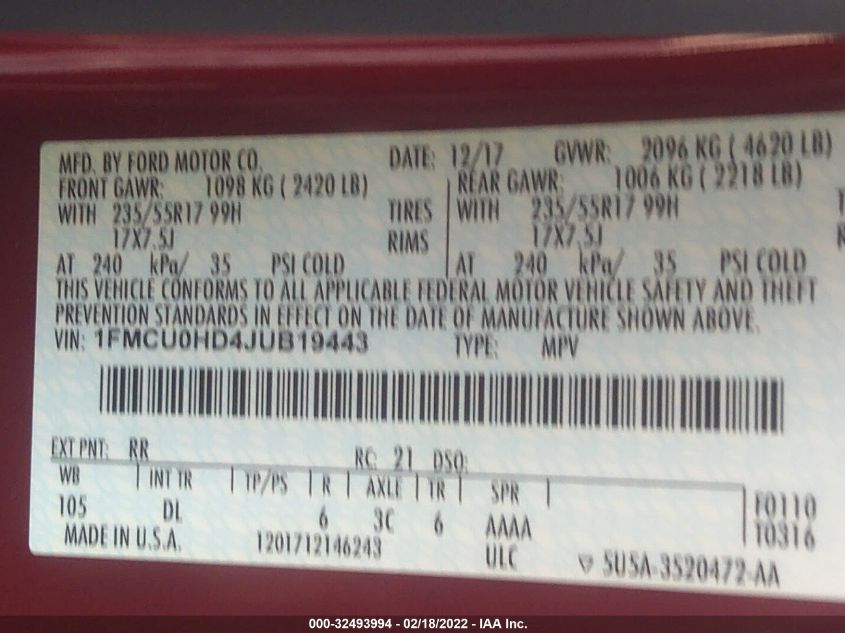 MFD. BY FORD MOTOR CO. DATE: 12/17 GVWR: 2096 KG ( 4620 LB)
FRONT GAWR: 1098 KG ( 2420 LB) REAR GAWR: 1006 KG ( 2218 LB)
WITH 235/55R17 99H TIRES WITH 235/55R17 99H
17X7.5J RIMS 17X7.5J
AT 240 kPa/ 35 PSI COLD AT 240 kPa/ 35 PSI COLD
THIS VEHICLE CONFORMS TO ALL APPLICABLE FEDERAL MOTOR VEHICLE SAFETY AND THEFT
PREVENTION STANDARDS IN EFFECT ON THE DATE OF MANUFACTURE SHOWN ABOVE.
VIN: 1FMCU0HD4JUB19443 TYPE: MPV
EXT PNT: RR RC: 21 DSO:
WB INT TR TP/PS R AXLE TR SPR
105 DL 6 3C 6 AAAA F0110
T0316
MADE IN U.S.A. 1201712146243 ULC 5U5A-3520472-AA
000-32493994 - 02/18/2022 - IAA Inc.